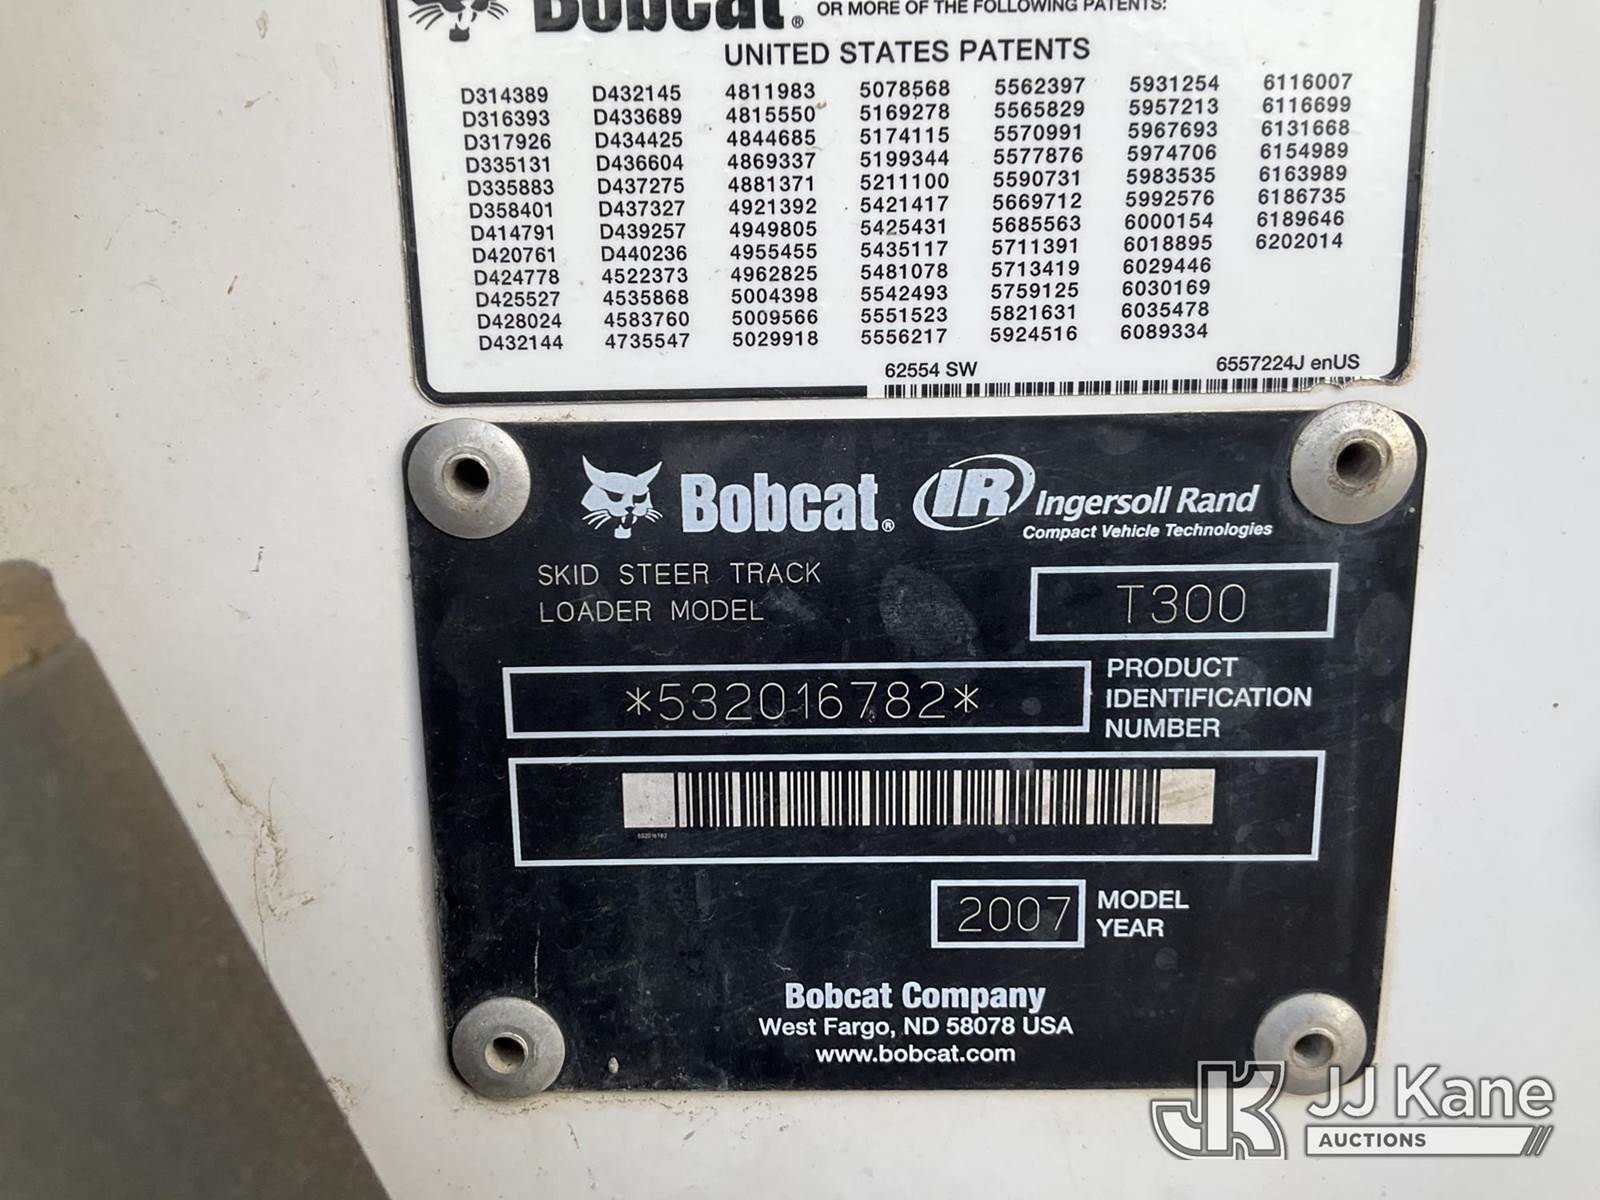 Bobcat® OR MORE OF THE FOLLOWING PATENTS:
UNITED STATES PATENTS
D314389 D432145 4811983 5078568 5562397 5931254 6116007
D316393 D433689 4815550 5169278 5565829 5957213 6116699
D317926 D434425 4844685 5174115 5570991 5967693 6131668
D335131 D436604 4869337 5199344 5577876 5974706 6154989
D335883 D437275 4881371 5211100 5590731 5983535 6163989
D358401 D437327 4921392 5421417 5669712 5992576 6186735
D414791 D439257 4949805 5425431 5685563 6000154 6189646
D420761 D440236 4955455 5435117 5711391 6018895 6202014
D424778 4522373 4962825 5481078 5713419 6029446
D425527 4535868 5004398 5542493 5759125 6030169
D428024 4583760 5009566 5551523 5821631 6035478
D432144 4735547 5029918 5556217 5924516 6089334
62554 SW 6557224J enUS
Bobcat® IR Ingersoll Rand
Compact Vehicle Technologies
SKID STEER TRACK
LOADER MODEL T300
*532016782* PRODUCT
IDENTIFICATION
NUMBER
532016782
2007 MODEL
YEAR
Bobcat Company
West Fargo, ND 58078 USA
www.bobcat.com
JK JJ Kane
AUCTIONS